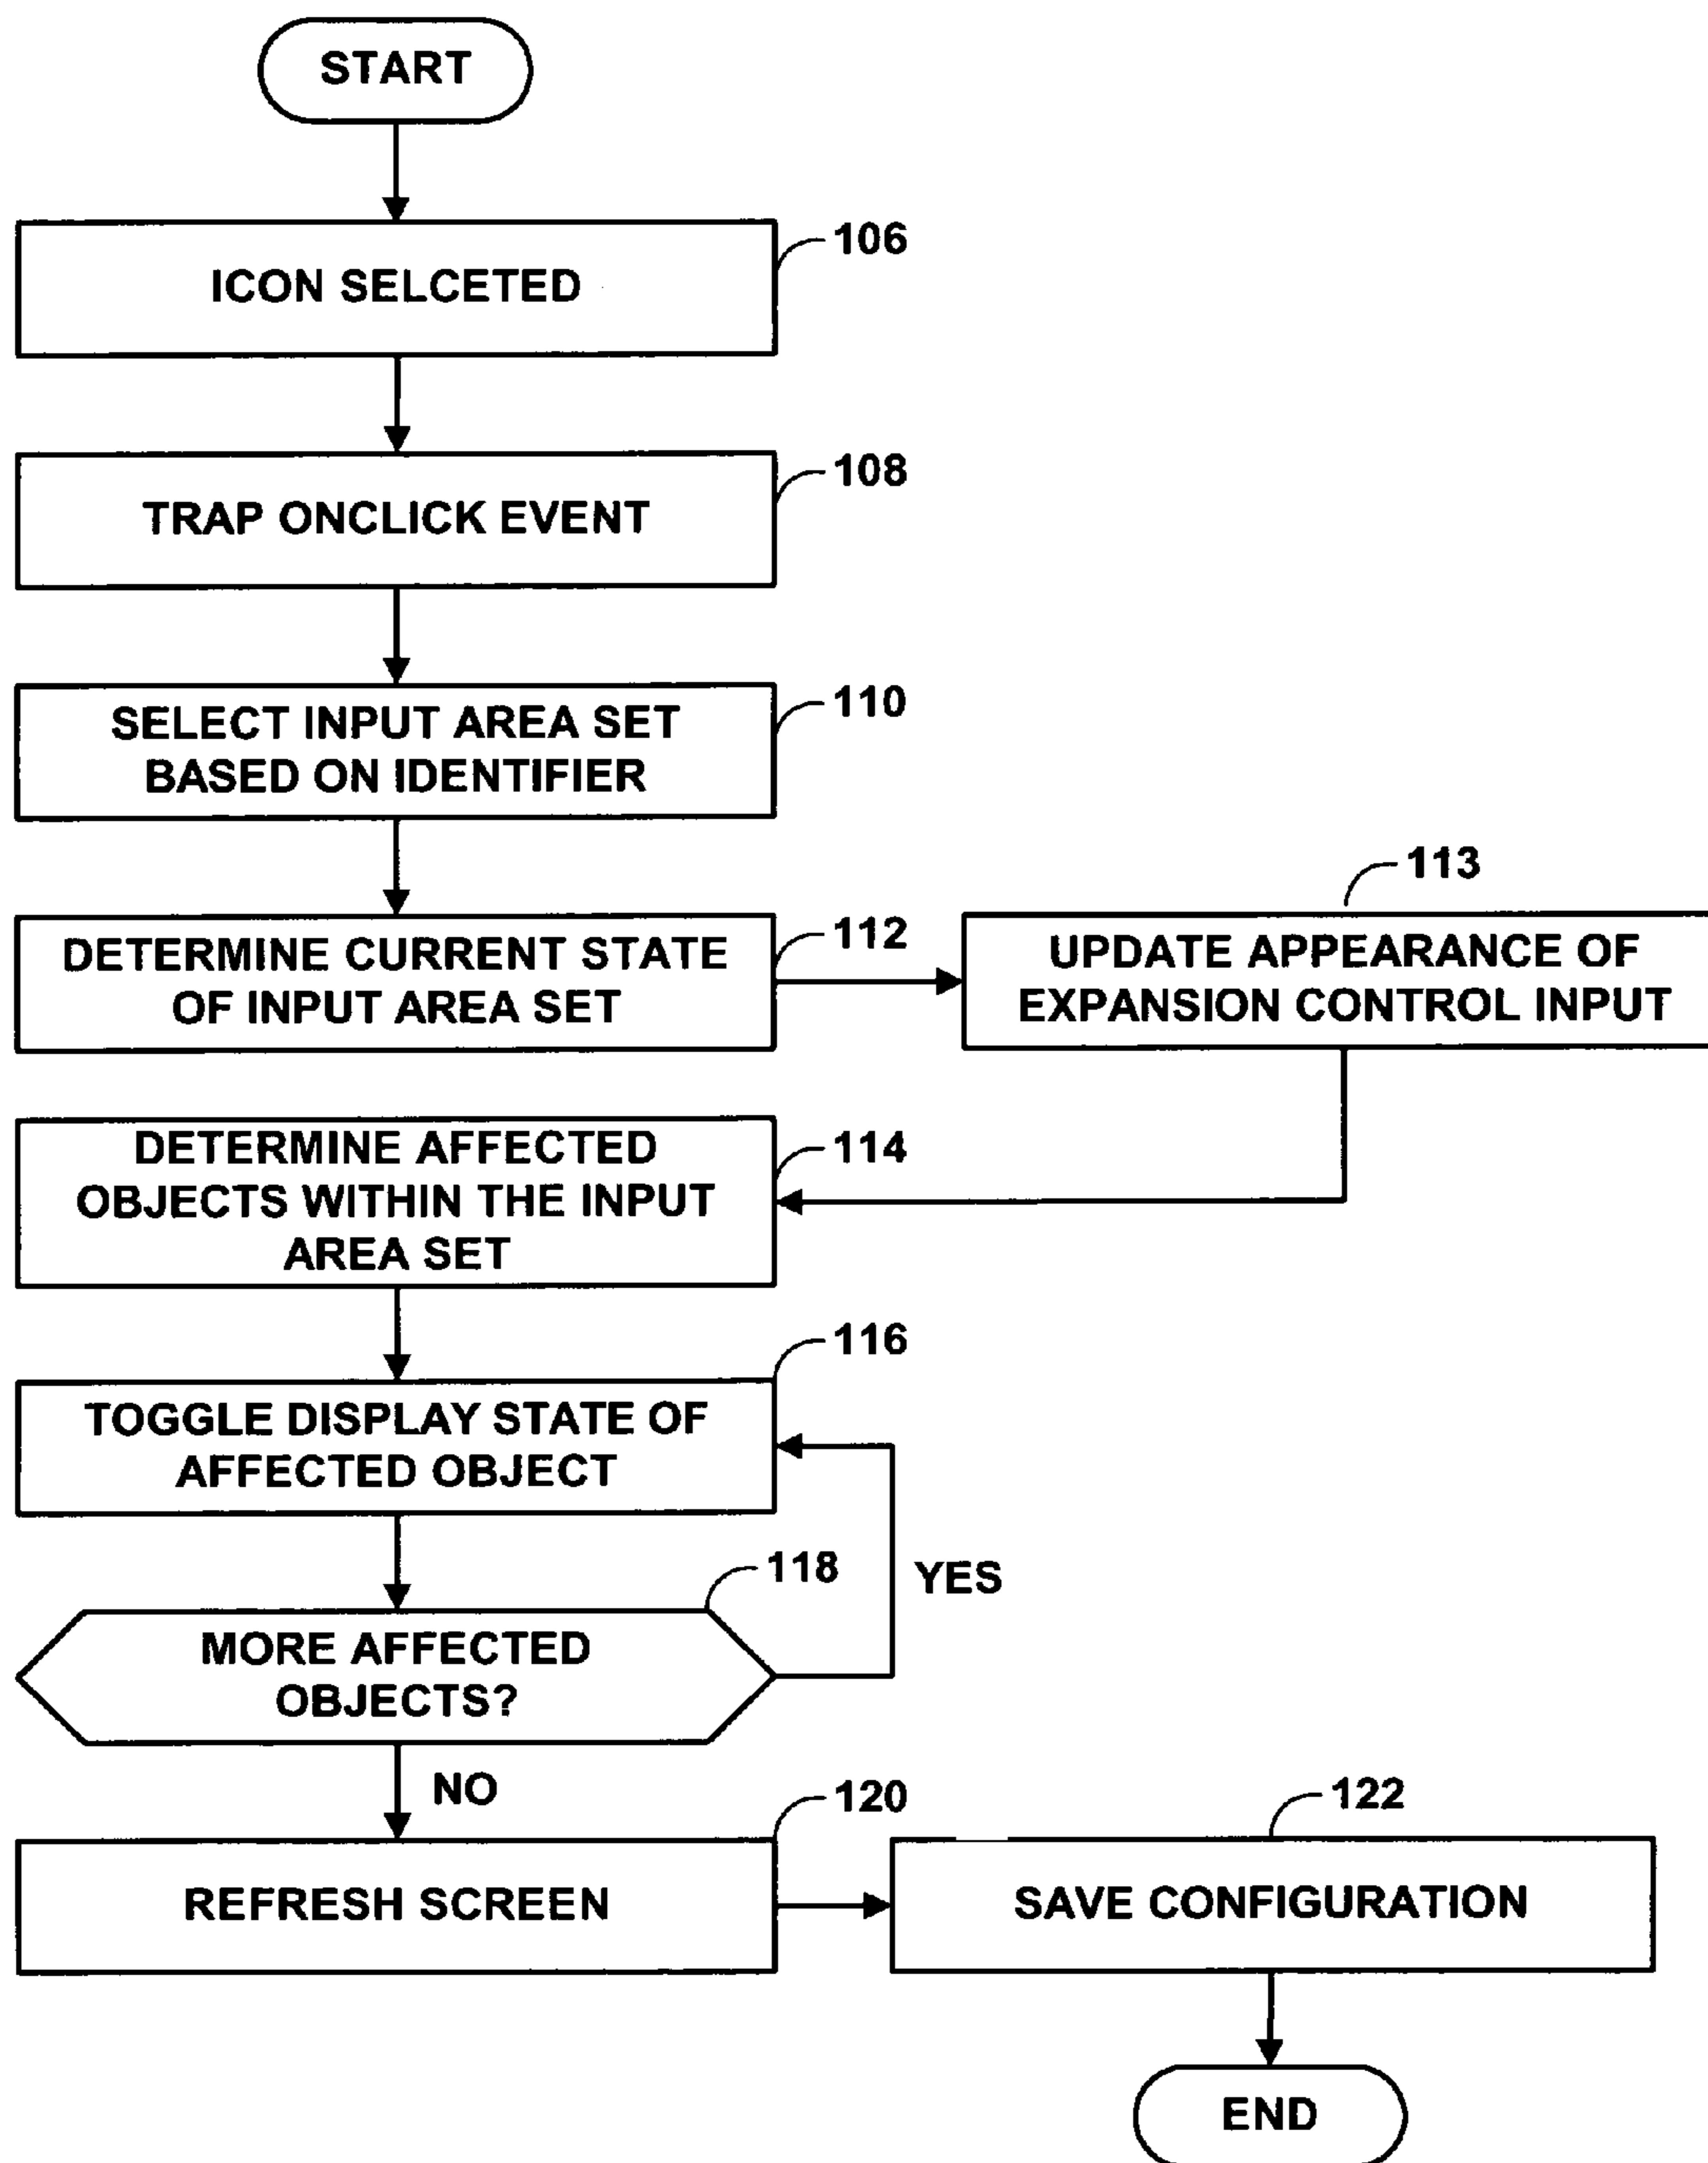 START
106
ICON SELCETED
108
TRAP ONCLICK EVENT
110
SELECT INPUT AREA SET
BASED ON IDENTIFIER
112
DETERMINE CURRENT STATE
OF INPUT AREA SET
113
UPDATE APPEARANCE OF
EXPANSION CONTROL INPUT
114
DETERMINE AFFECTED
OBJECTS WITHIN THE INPUT
AREA SET
116
TOGGLE DISPLAY STATE OF
AFFECTED OBJECT
118
YES
MORE AFFECTED
OBJECTS?
NO
120
REFRESH SCREEN
122
SAVE CONFIGURATION
END